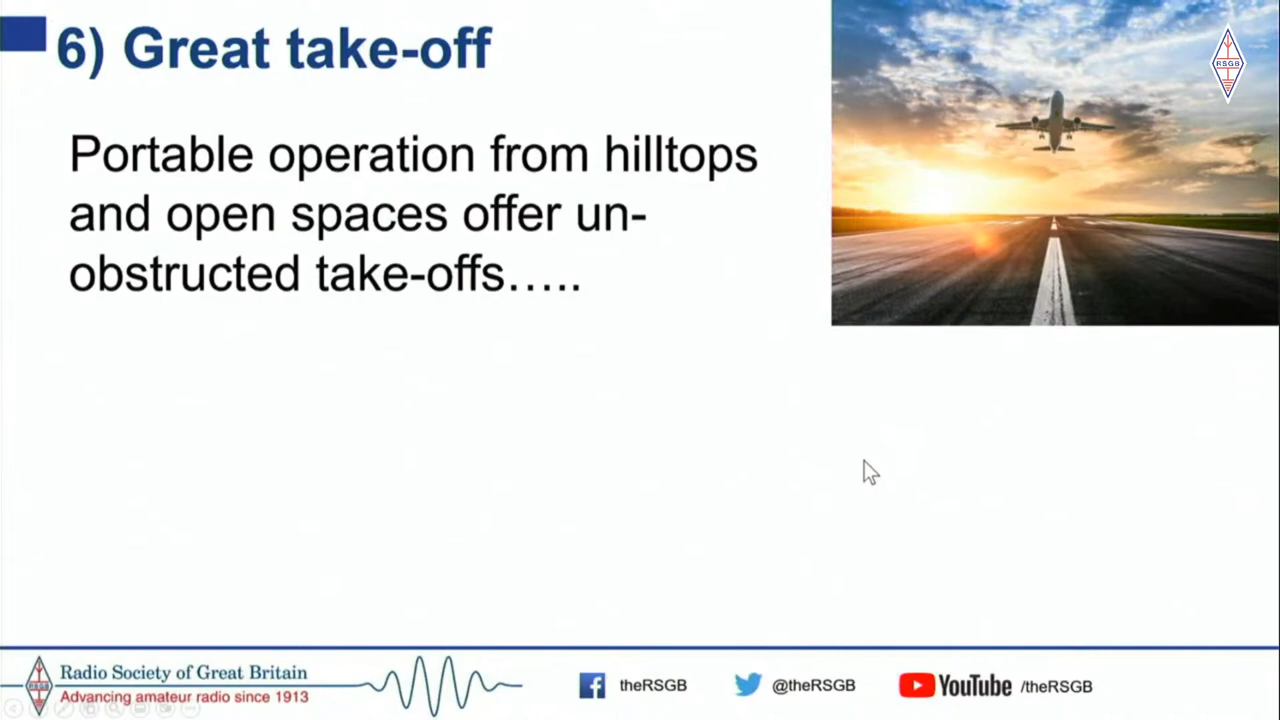 6) Great take-off
RSGB
Portable operation from hilltops
and open spaces offer un-
obstructed take-offs…..
RSGB
Radio Society of Great Britain
Advancing amateur radio since 1913
theRSGB
@theRSGB
YouTube /theRSGB